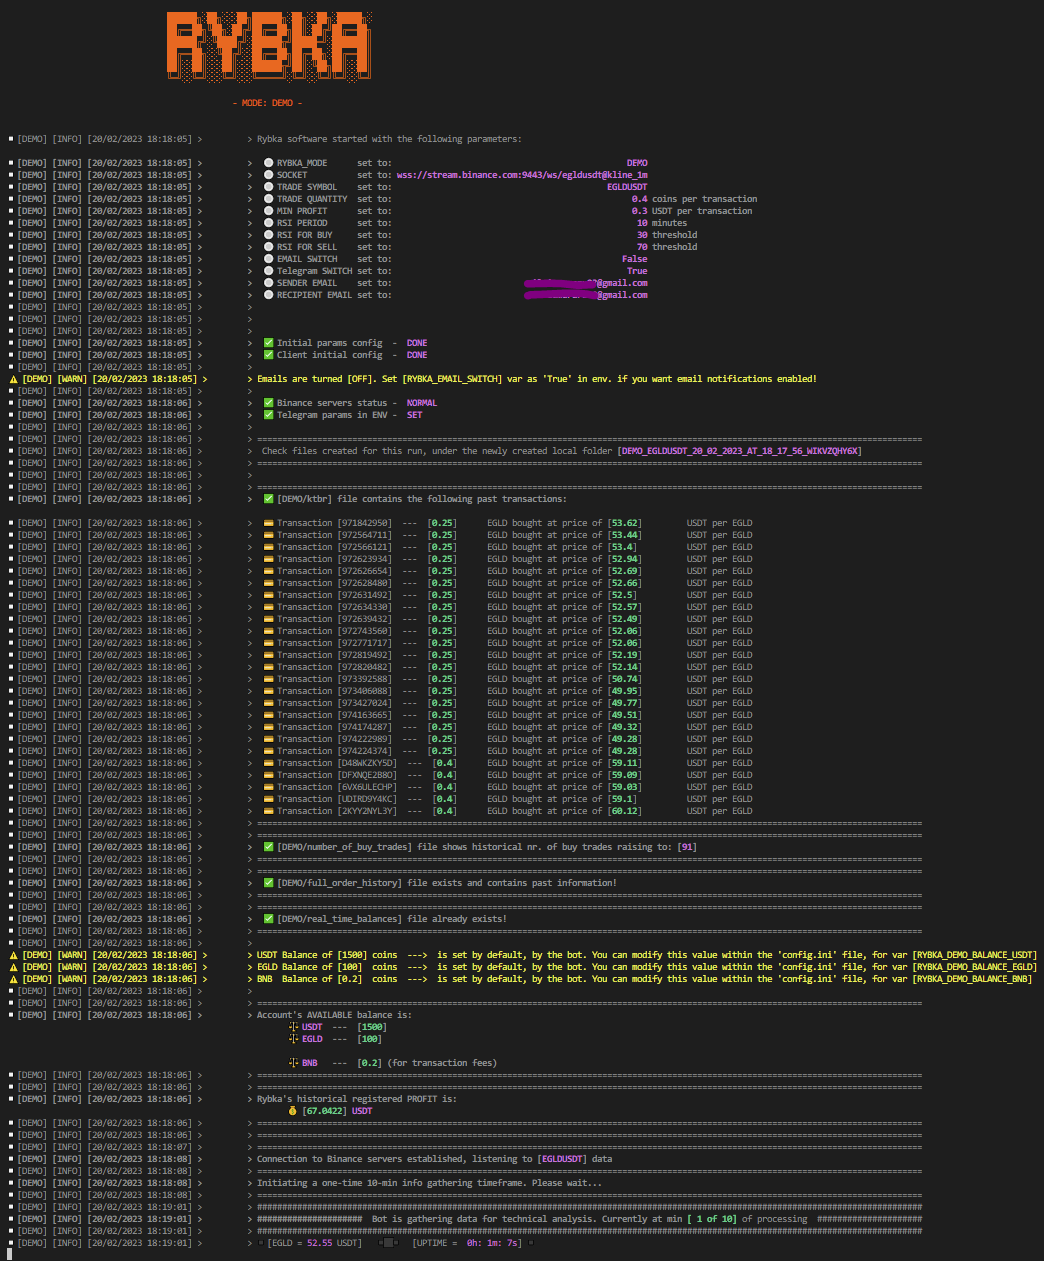 RYBKA
- MODE: DEMO -
[DEMO] [INFO] [20/02/2023 18:18:05] > > Rybka software started with the following parameters:
[DEMO] [INFO] [20/02/2023 18:18:05] > > RYBKA_MODE set to: DEMO
[DEMO] [INFO] [20/02/2023 18:18:05] > > SOCKET set to: wss://stream.binance.com:9443/ws/egldusdt@kline_1m
[DEMO] [INFO] [20/02/2023 18:18:05] > > TRADE SYMBOL set to: EGLDUSDT
[DEMO] [INFO] [20/02/2023 18:18:05] > > TRADE QUANTITY set to: 0.4 coins per transaction
[DEMO] [INFO] [20/02/2023 18:18:05] > > MIN PROFIT set to: 0.3 USDT per transaction
[DEMO] [INFO] [20/02/2023 18:18:05] > > RSI PERIOD set to: 10 minutes
[DEMO] [INFO] [20/02/2023 18:18:05] > > RSI FOR BUY set to: 30 threshold
[DEMO] [INFO] [20/02/2023 18:18:05] > > RSI FOR SELL set to: 70 threshold
[DEMO] [INFO] [20/02/2023 18:18:05] > > EMAIL SWITCH set to: False
[DEMO] [INFO] [20/02/2023 18:18:05] > > Telegram SWITCH set to: True
[DEMO] [INFO] [20/02/2023 18:18:05] > > SENDER EMAIL set to: @gmail.com
[DEMO] [INFO] [20/02/2023 18:18:05] > > RECIPIENT EMAIL set to: @gmail.com
[DEMO] [INFO] [20/02/2023 18:18:05] > >
[DEMO] [INFO] [20/02/2023 18:18:05] > >
[DEMO] [INFO] [20/02/2023 18:18:05] > >
[DEMO] [INFO] [20/02/2023 18:18:05] > > Initial params config - DONE
[DEMO] [INFO] [20/02/2023 18:18:05] > > Client initial config - DONE
[DEMO] [INFO] [20/02/2023 18:18:05] > >
[DEMO] [WARN] [20/02/2023 18:18:05] > > Emails are turned [OFF]. Set [RYBKA_EMAIL_SWITCH] var as 'True' in env. if you want email notifications enabled!
[DEMO] [INFO] [20/02/2023 18:18:05] > >
[DEMO] [INFO] [20/02/2023 18:18:06] > > Binance servers status - NORMAL
[DEMO] [INFO] [20/02/2023 18:18:06] > > Telegram params in ENV - SET
[DEMO] [INFO] [20/02/2023 18:18:06] > >
[DEMO] [INFO] [20/02/2023 18:18:06] > > =====
[DEMO] [INFO] [20/02/2023 18:18:06] > > Check files created for this run, under the newly created local folder [DEMO_EGLDUSDT_20_02_2023_AT_18_17_56_WIKVZQHY6X]
[DEMO] [INFO] [20/02/2023 18:18:06] > > =====
[DEMO] [INFO] [20/02/2023 18:18:06] > >
[DEMO] [INFO] [20/02/2023 18:18:06] > > =====
[DEMO] [INFO] [20/02/2023 18:18:06] > > [DEMO/ktbr] file contains the following past transactions:
[DEMO] [INFO] [20/02/2023 18:18:06] > > Transaction [971842950] --- [0.25] EGLD bought at price of [53.62] USDT per EGLD
[DEMO] [INFO] [20/02/2023 18:18:06] > > Transaction [972564711] --- [0.25] EGLD bought at price of [53.44] USDT per EGLD
[DEMO] [INFO] [20/02/2023 18:18:06] > > Transaction [972566121] --- [0.25] EGLD bought at price of [53.4] USDT per EGLD
[DEMO] [INFO] [20/02/2023 18:18:06] > > Transaction [972623934] --- [0.25] EGLD bought at price of [52.94] USDT per EGLD
[DEMO] [INFO] [20/02/2023 18:18:06] > > Transaction [972626654] --- [0.25] EGLD bought at price of [52.69] USDT per EGLD
[DEMO] [INFO] [20/02/2023 18:18:06] > > Transaction [972628480] --- [0.25] EGLD bought at price of [52.66] USDT per EGLD
[DEMO] [INFO] [20/02/2023 18:18:06] > > Transaction [972631492] --- [0.25] EGLD bought at price of [52.5] USDT per EGLD
[DEMO] [INFO] [20/02/2023 18:18:06] > > Transaction [972634330] --- [0.25] EGLD bought at price of [52.57] USDT per EGLD
[DEMO] [INFO] [20/02/2023 18:18:06] > > Transaction [972639432] --- [0.25] EGLD bought at price of [52.49] USDT per EGLD
[DEMO] [INFO] [20/02/2023 18:18:06] > > Transaction [972743560] --- [0.25] EGLD bought at price of [52.06] USDT per EGLD
[DEMO] [INFO] [20/02/2023 18:18:06] > > Transaction [972771717] --- [0.25] EGLD bought at price of [52.06] USDT per EGLD
[DEMO] [INFO] [20/02/2023 18:18:06] > > Transaction [972819492] --- [0.25] EGLD bought at price of [52.19] USDT per EGLD
[DEMO] [INFO] [20/02/2023 18:18:06] > > Transaction [972820482] --- [0.25] EGLD bought at price of [52.14] USDT per EGLD
[DEMO] [INFO] [20/02/2023 18:18:06] > > Transaction [973392588] --- [0.25] EGLD bought at price of [50.74] USDT per EGLD
[DEMO] [INFO] [20/02/2023 18:18:06] > > Transaction [973406088] --- [0.25] EGLD bought at price of [49.95] USDT per EGLD
[DEMO] [INFO] [20/02/2023 18:18:06] > > Transaction [973427024] --- [0.25] EGLD bought at price of [49.77] USDT per EGLD
[DEMO] [INFO] [20/02/2023 18:18:06] > > Transaction [974163665] --- [0.25] EGLD bought at price of [49.51] USDT per EGLD
[DEMO] [INFO] [20/02/2023 18:18:06] > > Transaction [974174287] --- [0.25] EGLD bought at price of [49.32] USDT per EGLD
[DEMO] [INFO] [20/02/2023 18:18:06] > > Transaction [974222989] --- [0.25] EGLD bought at price of [49.28] USDT per EGLD
[DEMO] [INFO] [20/02/2023 18:18:06] > > Transaction [974224374] --- [0.25] EGLD bought at price of [49.28] USDT per EGLD
[DEMO] [INFO] [20/02/2023 18:18:06] > > Transaction [D48WKZKY5D] --- [0.4] EGLD bought at price of [59.11] USDT per EGLD
[DEMO] [INFO] [20/02/2023 18:18:06] > > Transaction [DFXNQE2B8O] --- [0.4] EGLD bought at price of [59.09] USDT per EGLD
[DEMO] [INFO] [20/02/2023 18:18:06] > > Transaction [6VX6ULECHP] --- [0.4] EGLD bought at price of [59.03] USDT per EGLD
[DEMO] [INFO] [20/02/2023 18:18:06] > > Transaction [UDIRD9Y4KC] --- [0.4] EGLD bought at price of [59.1] USDT per EGLD
[DEMO] [INFO] [20/02/2023 18:18:06] > > Transaction [2KYY2NYL3Y] --- [0.4] EGLD bought at price of [60.12] USDT per EGLD
[DEMO] [INFO] [20/02/2023 18:18:06] > > =====
[DEMO] [INFO] [20/02/2023 18:18:06] > > =====
[DEMO] [INFO] [20/02/2023 18:18:06] > > [DEMO/number_of_buy_trades] file shows historical nr. of buy trades raising to: [91]
[DEMO] [INFO] [20/02/2023 18:18:06] > > =====
[DEMO] [INFO] [20/02/2023 18:18:06] > > =====
[DEMO] [INFO] [20/02/2023 18:18:06] > > [DEMO/full_order_history] file exists and contains past information!
[DEMO] [INFO] [20/02/2023 18:18:06] > > =====
[DEMO] [INFO] [20/02/2023 18:18:06] > > =====
[DEMO] [INFO] [20/02/2023 18:18:06] > > [DEMO/real_time_balances] file already exists!
[DEMO] [INFO] [20/02/2023 18:18:06] > > =====
[DEMO] [INFO] [20/02/2023 18:18:06] > >
[DEMO] [WARN] [20/02/2023 18:18:06] > > USDT Balance of [1500] coins ---> is set by default, by the bot. You can modify this value within the 'config.ini' file, for var [RYBKA_DEMO_BALANCE_USDT]
[DEMO] [WARN] [20/02/2023 18:18:06] > > EGLD Balance of [100] coins ---> is set by default, by the bot. You can modify this value within the 'config.ini' file, for var [RYBKA_DEMO_BALANCE_EGLD]
[DEMO] [WARN] [20/02/2023 18:18:06] > > BNB Balance of [0.2] coins ---> is set by default, by the bot. You can modify this value within the 'config.ini' file, for var [RYBKA_DEMO_BALANCE_BNB]
[DEMO] [INFO] [20/02/2023 18:18:06] > >
[DEMO] [INFO] [20/02/2023 18:18:06] > > =====
[DEMO] [INFO] [20/02/2023 18:18:06] > > Account's AVAILABLE balance is:
USDT --- [1500]
EGLD --- [100]
BNB --- [0.2] (for transaction fees)
[DEMO] [INFO] [20/02/2023 18:18:06] > > =====
[DEMO] [INFO] [20/02/2023 18:18:06] > > =====
[DEMO] [INFO] [20/02/2023 18:18:06] > > Rybka's historical registered PROFIT is:
[67.0422] USDT
[DEMO] [INFO] [20/02/2023 18:18:06] > > =====
[DEMO] [INFO] [20/02/2023 18:18:06] > > =====
[DEMO] [INFO] [20/02/2023 18:18:07] > > =====
[DEMO] [INFO] [20/02/2023 18:18:08] > > Connection to Binance servers established, listening to [EGLDUSDT] data
[DEMO] [INFO] [20/02/2023 18:18:08] > > =====
[DEMO] [INFO] [20/02/2023 18:18:08] > > Initiating a one-time 10-min info gathering timeframe. Please wait...
[DEMO] [INFO] [20/02/2023 18:18:08] > > =====
[DEMO] [INFO] [20/02/2023 18:19:01] > > #####
[DEMO] [INFO] [20/02/2023 18:19:01] > > ##### Bot is gathering data for technical analysis. Currently at min [ 1 of 10] of processing #####
[DEMO] [INFO] [20/02/2023 18:19:01] > > #####
[DEMO] [INFO] [20/02/2023 18:19:01] > > [EGLD = 52.55 USDT] [UPTIME = 0h: 1m: 7s]